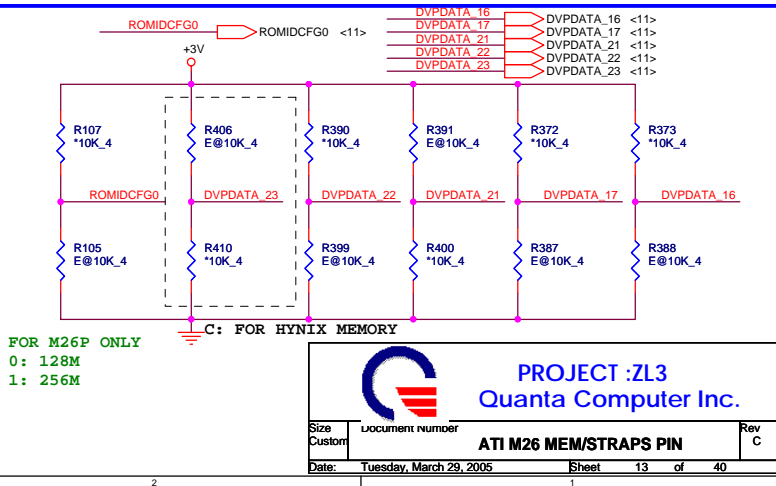 ROMIDCFG0
ROMIDCFG0 <11>
DVPDATA_16
DVPDATA_16 <11>
DVPDATA_17
DVPDATA_17 <11>
DVPDATA_21
DVPDATA_21 <11>
DVPDATA_22
DVPDATA_22 <11>
DVPDATA_23
DVPDATA_23 <11>
+3V
R107
*10K_4
R406
E@10K_4
R390
*10K_4
R391
E@10K_4
R372
*10K_4
R373
*10K_4
ROMIDCFG0
DVPDATA_23
DVPDATA_22
DVPDATA_21
DVPDATA_17
DVPDATA_16
R105
E@10K_4
R410
*10K_4
R399
E@10K_4
R400
*10K_4
R387
E@10K_4
R388
E@10K_4
C: FOR HYNIX MEMORY
FOR M26P ONLY
0: 128M
1: 256M
PROJECT :ZL3
Quanta Computer Inc.
Size
Custom
Document Number
ATI M26 MEM/STRAPS PIN
Rev
C
Date: Tuesday, March 29, 2005
Sheet 13 of 40
2
1